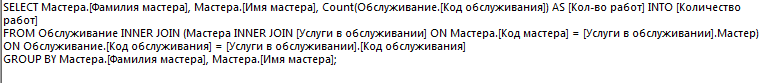 SELECT Мастера.[Фамилия мастера], Мастера.[Имя мастера], Count(Обслуживание.[Код обслуживания]) AS [Кол-во работ] INTO [Количество
работ]
FROM Обслуживание INNER JOIN (Мастера INNER JOIN [Услуги в обслуживании] ON Мастера.[Код мастера] = [Услуги в обслуживании].Мастер)
ON Обслуживание.[Код обслуживания] = [Услуги в обслуживании].[Код обслуживания]
GROUP BY Мастера.[Фамилия мастера], Мастера.[Имя мастера];